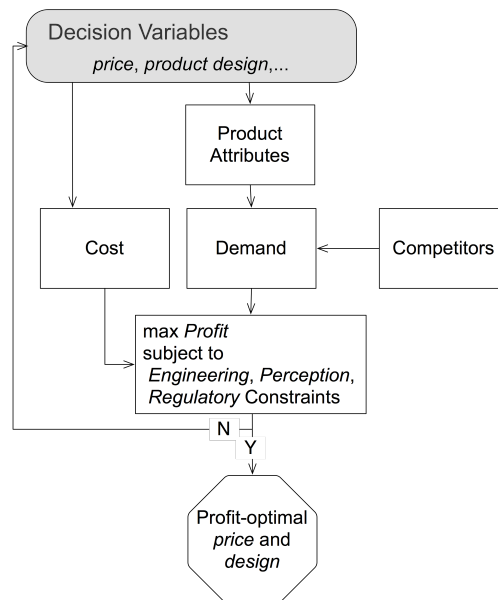 Decision Variables
price, product design,...
Product
Attributes
Cost
Demand
Competitors
max Profit
subject to
Engineering, Perception,
Regulatory Constraints
N
Y
Profit-optimal
price and
design